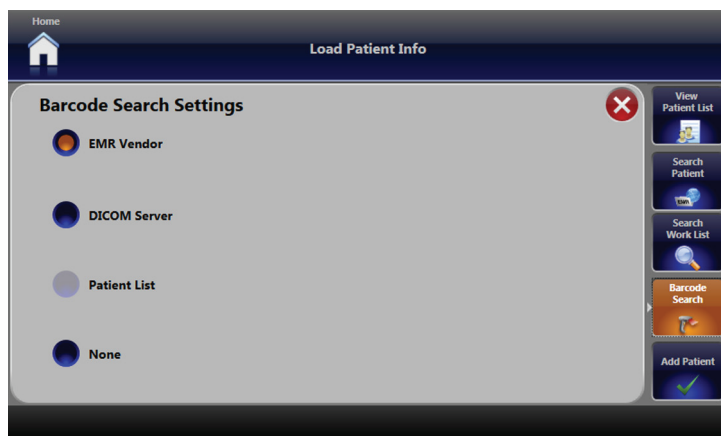 Home
Load Patient Info
Barcode Search Settings
EMR Vendor
DICOM Server
Patient List
None
View
Patient List
Search
Patient
EMR
Search
Work List
Barcode
Search
Add Patient